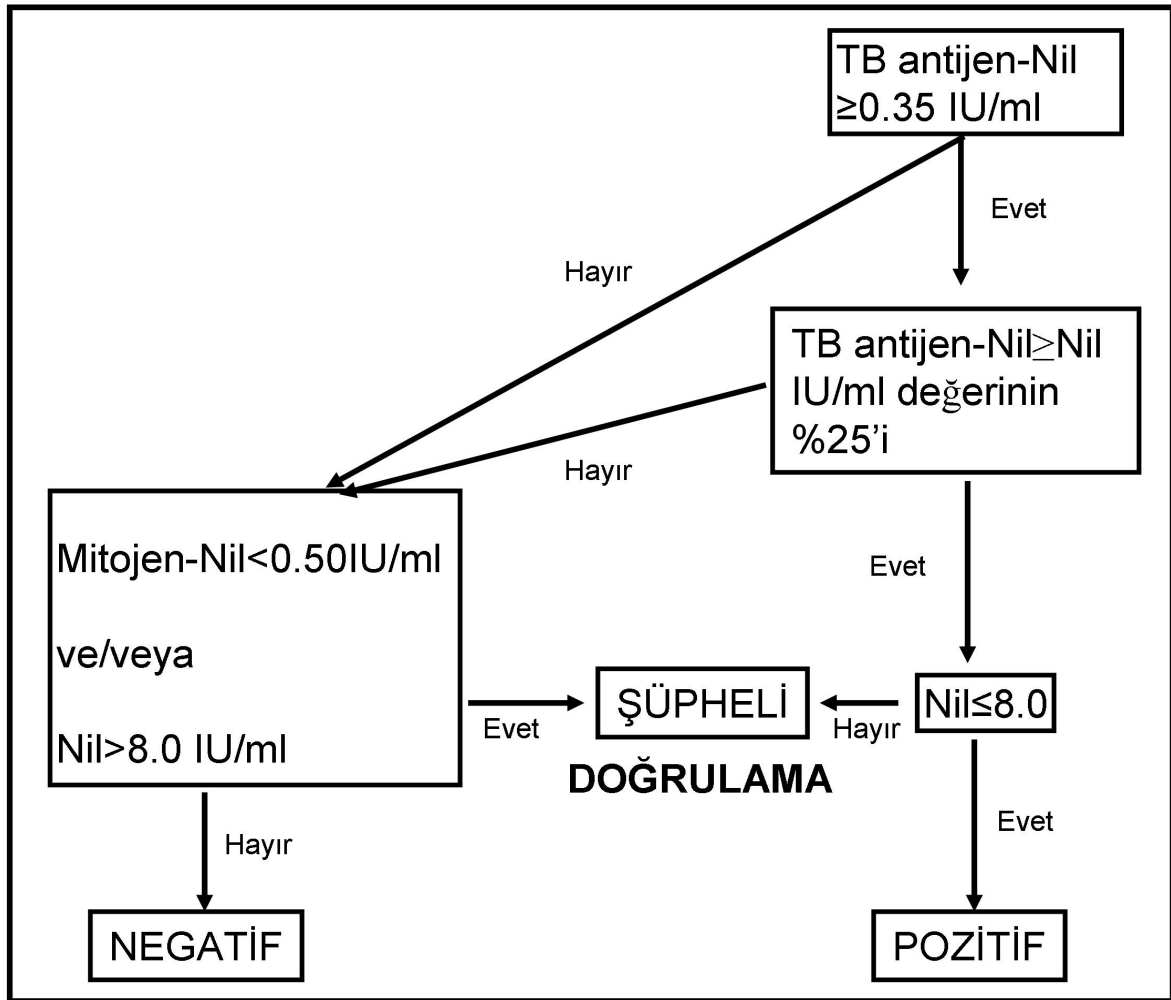 TB antijen-Nil
≥0.35 IU/ml
Evet
Hayır
TB antijen-Nil≥Nil
IU/ml değerinin
%25'i
Hayır
Mitojen-Nil<0.50IU/ml
ve/veya
Nil>8.0 IU/ml
Evet
Evet
ŞÜPHELİ
Hayır
Nil≤8.0
DOĞRULAMA
Hayır
Evet
NEGATİF
POZİTİF